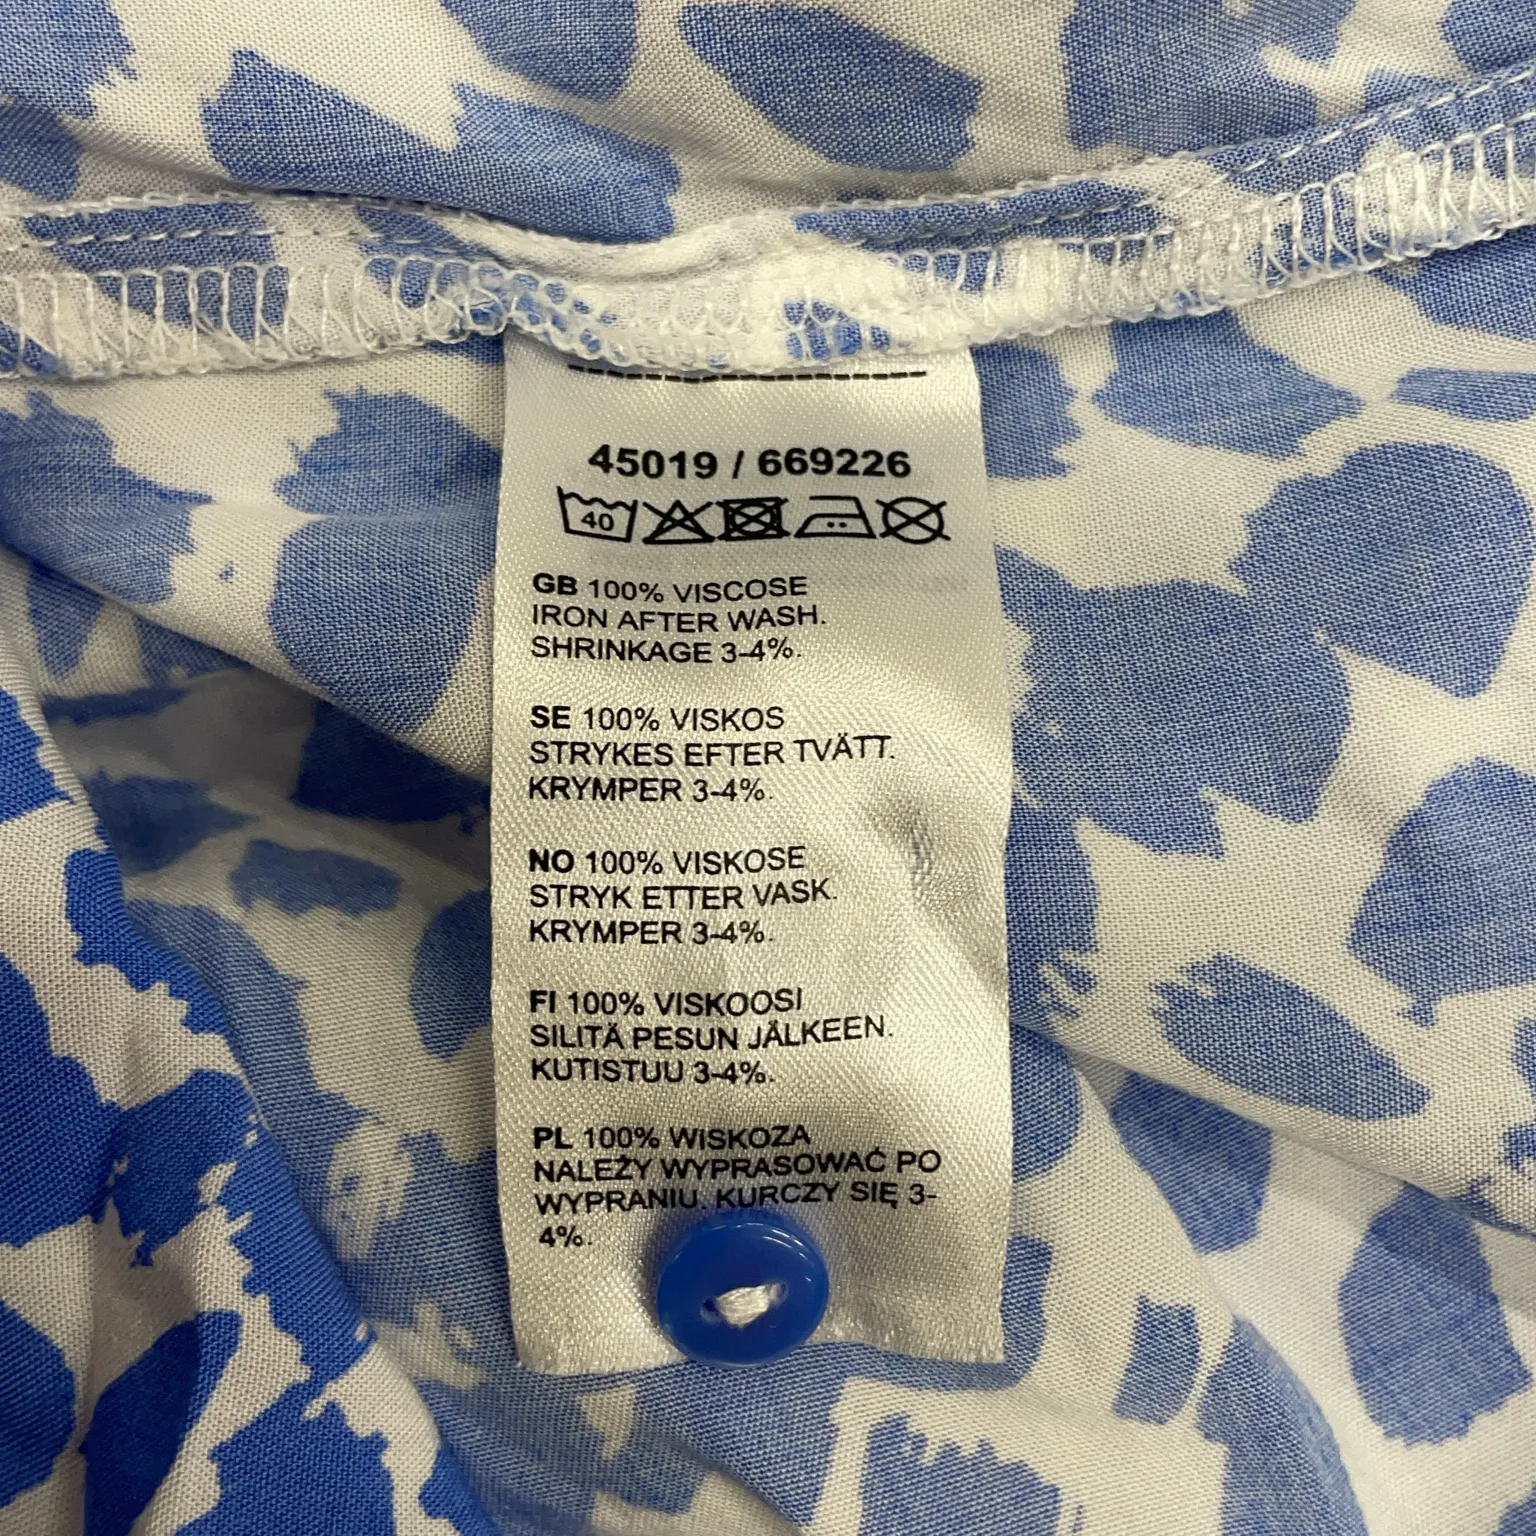 45019 / 669226
40
GB 100% VISCOSE
IRON AFTER WASH.
SHRINKAGE 3-4%.
SE 100% VISKOS
STRYKES EFTER TVÄTT.
KRYMPER 3-4%.
NO 100% VISKOSE
STRYK ETTER VASK.
KRYMPER 3-4%.
FI 100% VISKOOSI
SILITÄ PESUN JÄLKEEN.
KUTISTUU 3-4%.
PL 100% WISKOZA
NALEŻY WYPRASOWAĆ PO
WYPRANIU. KURCZY SIĘ 3-
4%.